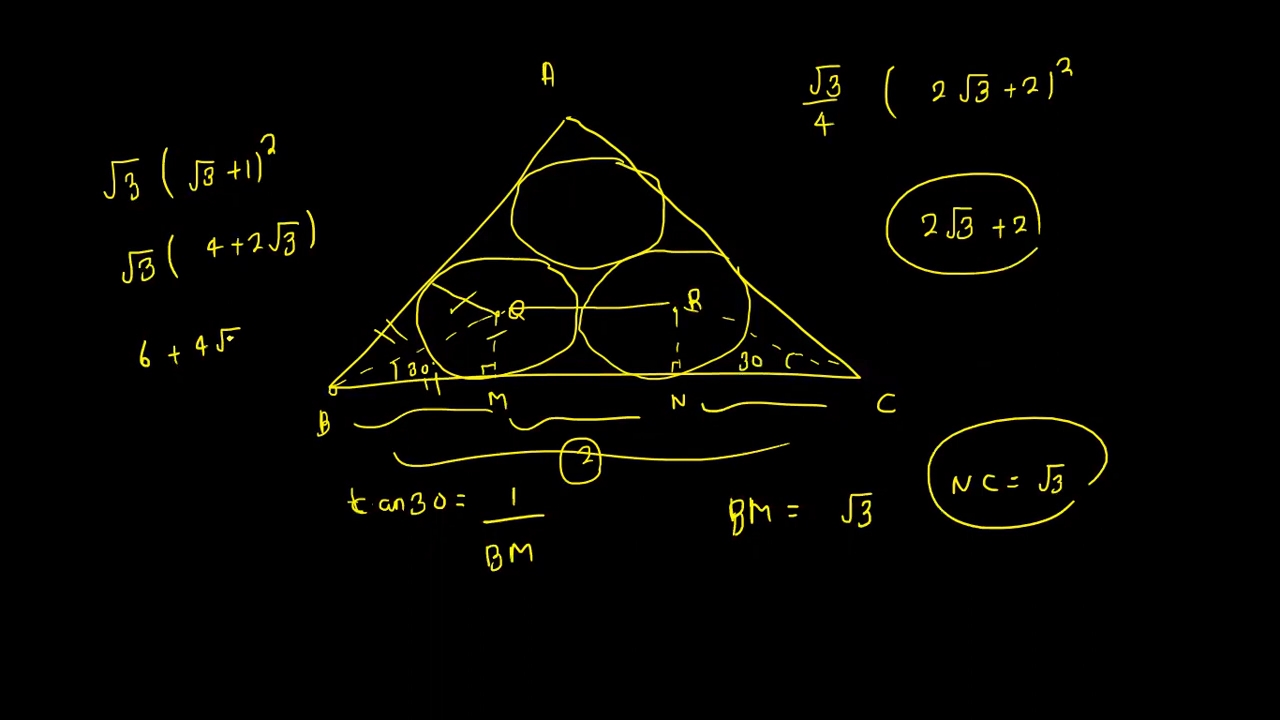 A
√3/4 ( 2√3 + 2)²
√3 ( √3 + 1)²
√3 ( 4 + 2√3 )
2√3 + 2
6 + 4√
Q
R
30
30
B
M
N
C
2
tan30 = 1/BM
BM = √3
NC = √3